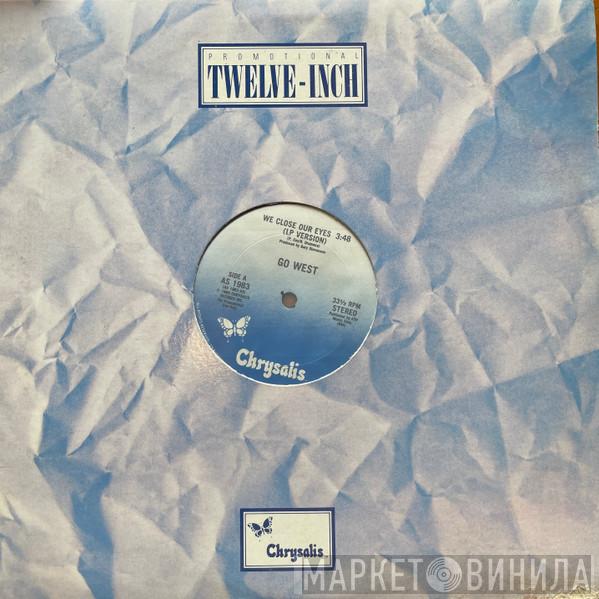 PROMOTIONAL
TWELVE-INCH
WE CLOSE OUR EYES 3:48
(LP VERSION)
GO WEST
SIDE A
AS 1983
33⅓ RPM
STEREO
Chrysalis
Chrysalis
МАРКЕТ ВИНИЛА